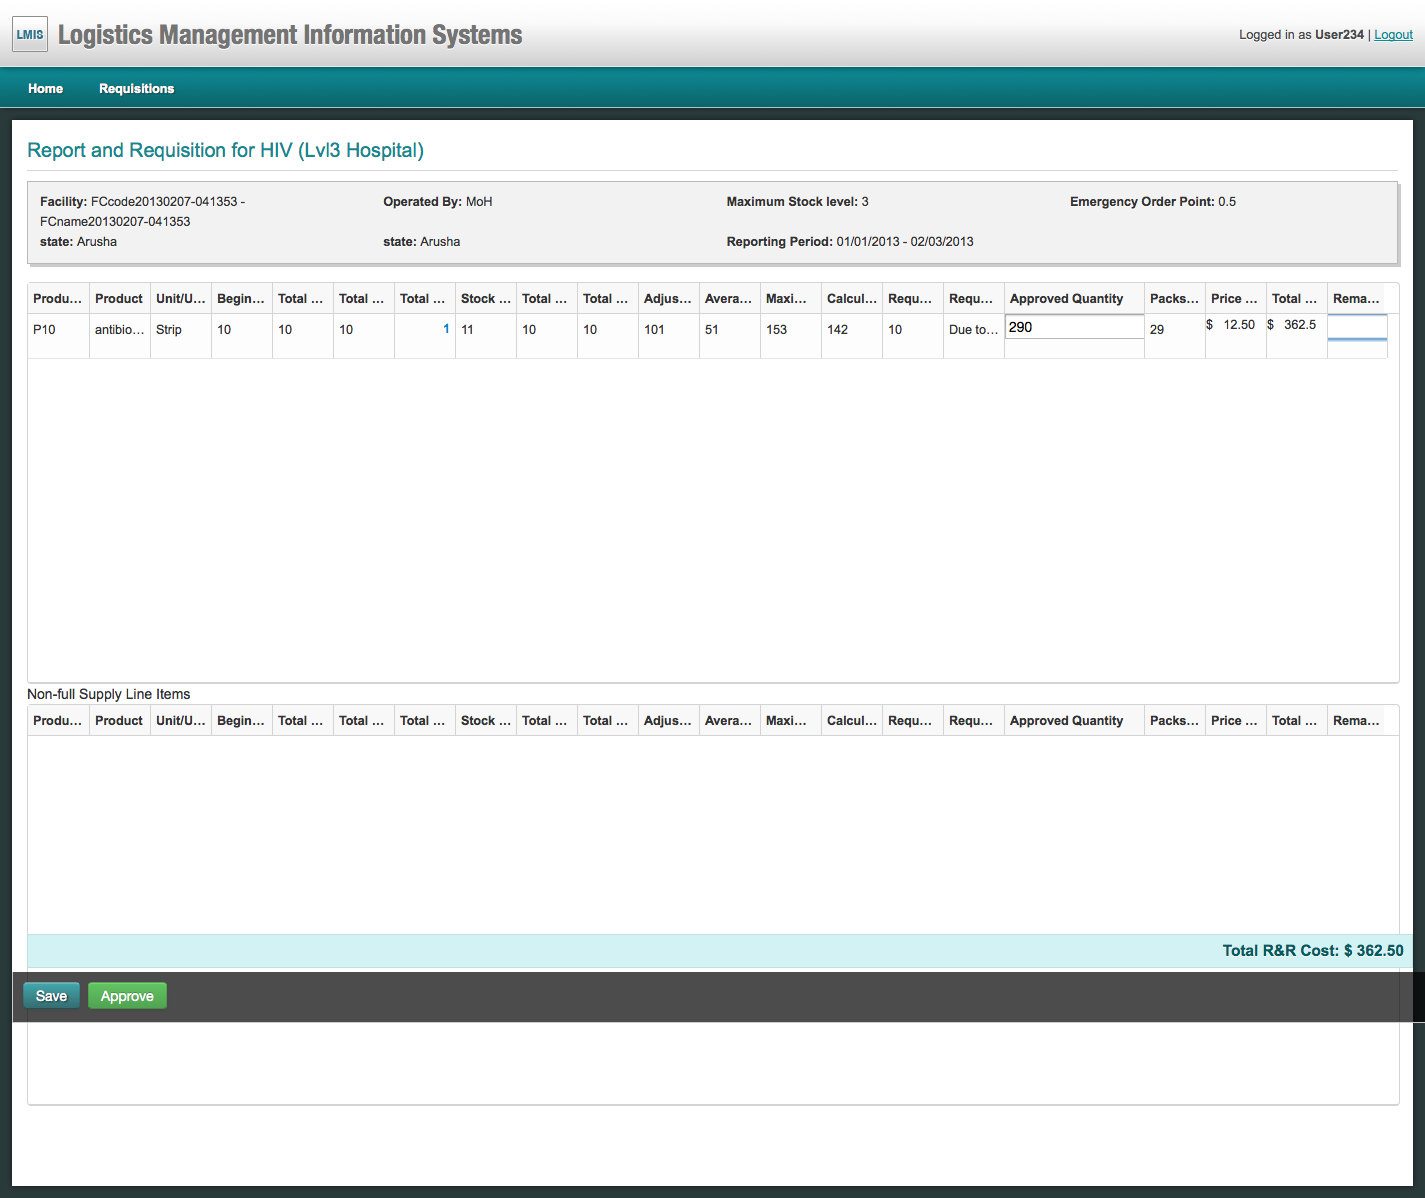 LMIS Logistics Management Information Systems Logged in as User234 | Logout
Home Requisitions
Report and Requisition for HIV (Lvl3 Hospital)
Facility: FCcode20130207-041353 - Operated By: MoH Maximum Stock level: 3 Emergency Order Point: 0.5
FCname20130207-041353
state: Arusha state: Arusha Reporting Period: 01/01/2013 - 02/03/2013
Produ... Product Unit/U... Begin... Total ... Total ... Total ... Stock ... Total ... Total ... Adjus... Avera... Maxi... Calcul... Requ... Requ... Approved Quantity Packs... Price ... Total ... Rema...
P10 antibio... Strip 10 10 10 1 11 10 10 101 51 153 142 10 Due to... 290 29 $ 12.50 $ 362.5
Non-full Supply Line Items
Produ... Product Unit/U... Begin... Total ... Total ... Total ... Stock ... Total ... Total ... Adjus... Avera... Maxi... Calcul... Requ... Requ... Approved Quantity Packs... Price ... Total ... Rema...
Total R&R Cost: $ 362.50
Save Approve